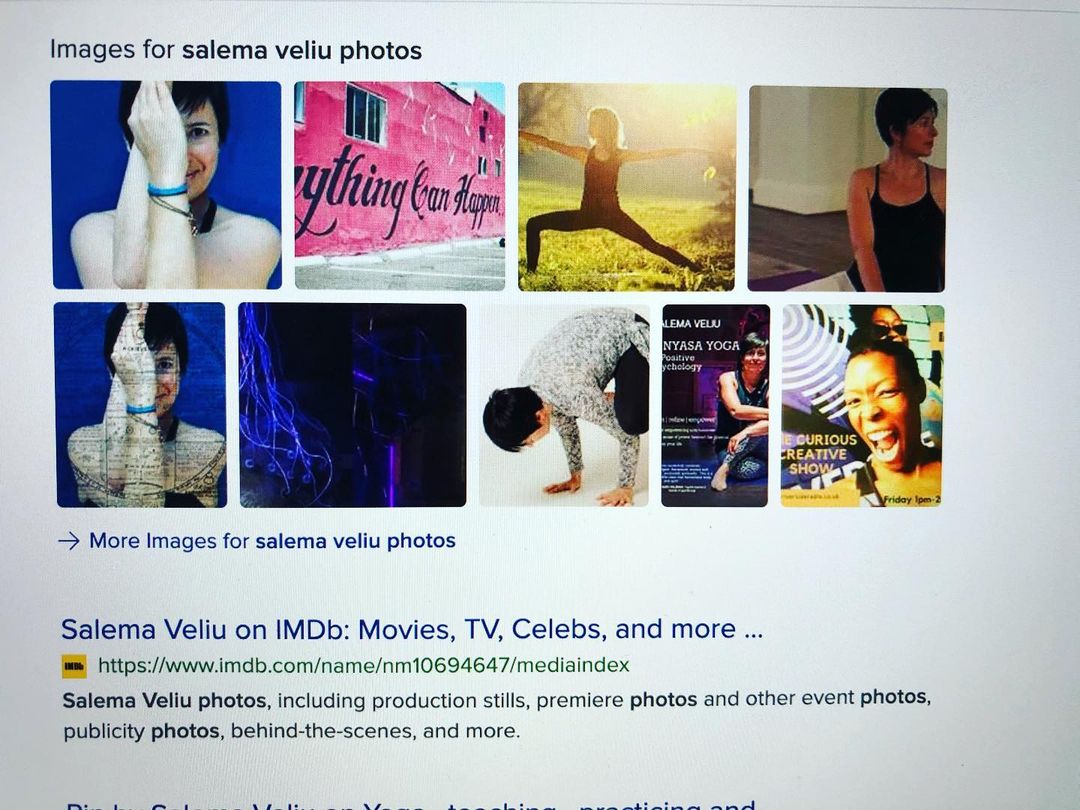 Images for salema veliu photos
ything Can Happen
ALEMA VELIU
NYASA YOGA
Positive
ychology
E CURIOUS
CREATIVE
SHOW
Friday 1pm-2
→ More Images for salema veliu photos
Salema Veliu on IMDb: Movies, TV, Celebs, and more ...
IMDb https://www.imdb.com/name/nm10694647/mediaindex
Salema Veliu photos, including production stills, premiere photos and other event photos,
publicity photos, behind-the-scenes, and more.